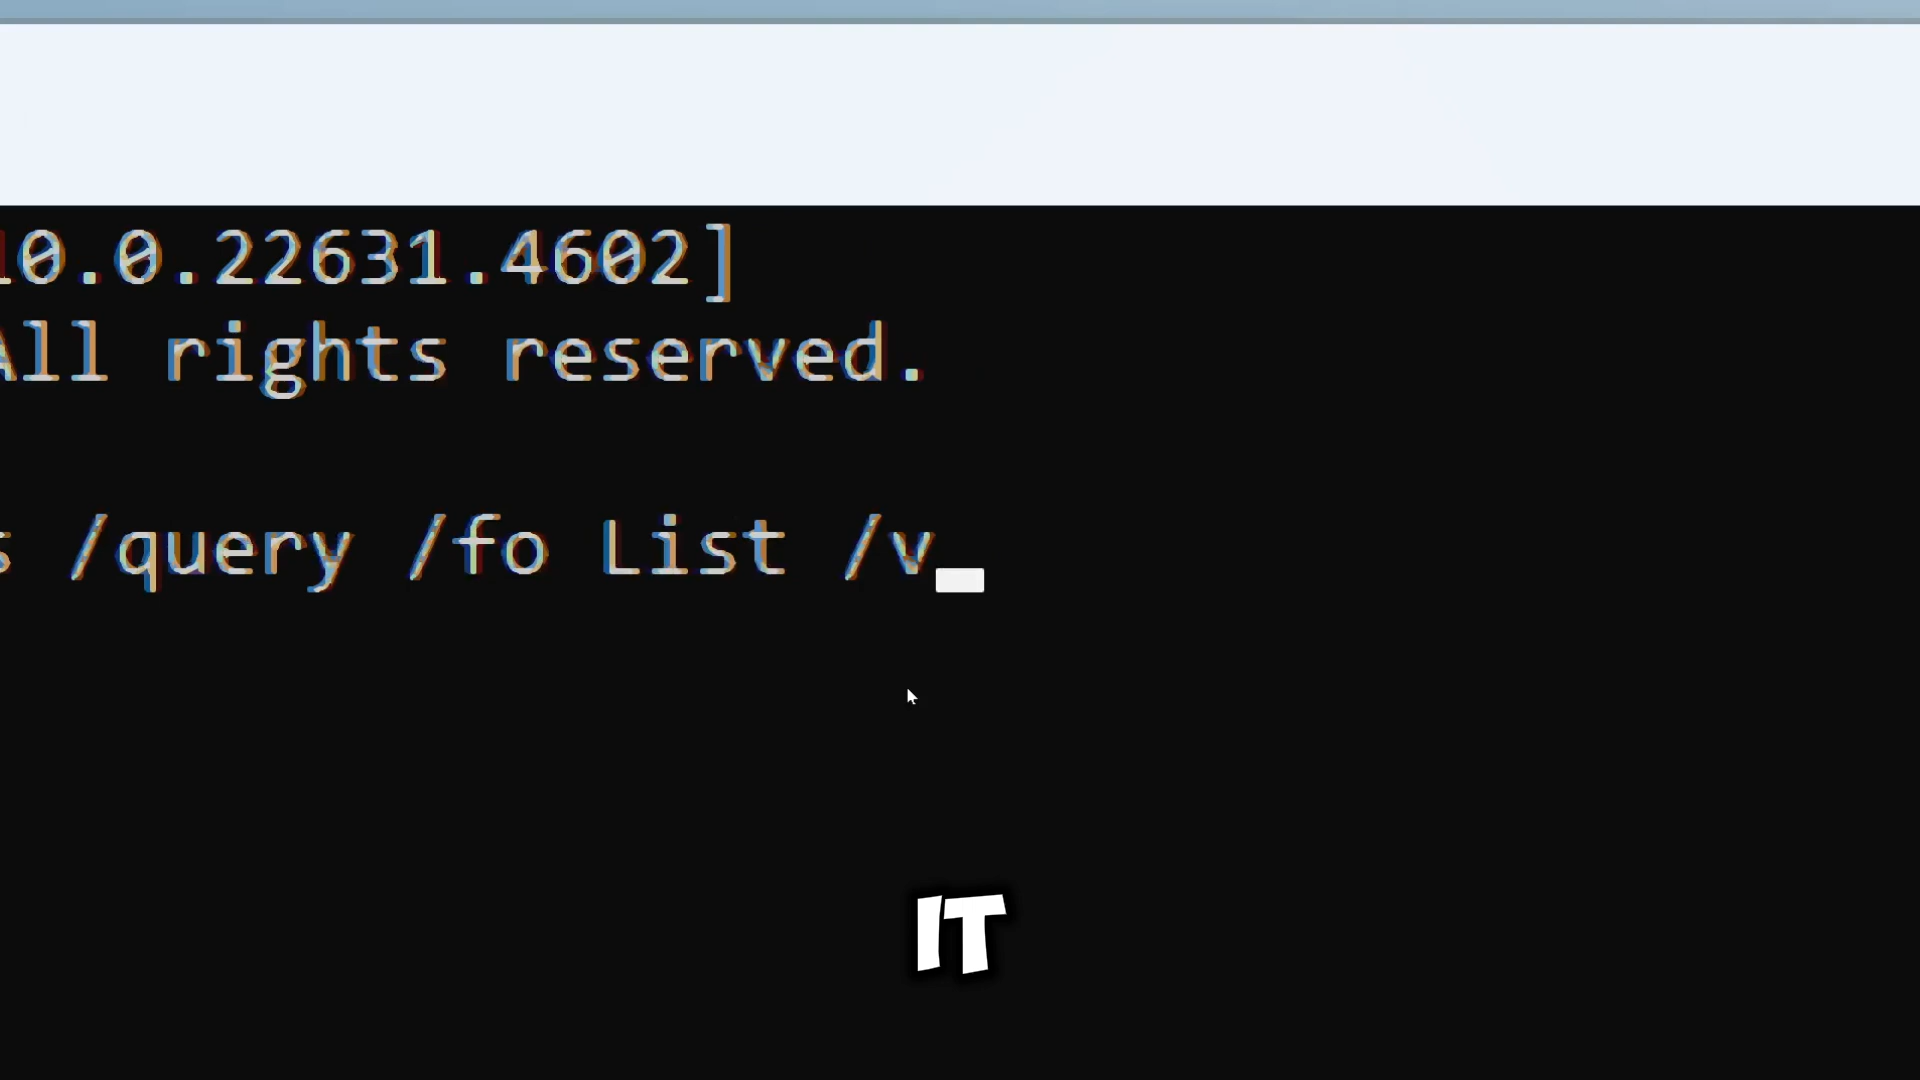 10.0.22631.4602]
All rights reserved.
s /query /fo List /v
IT